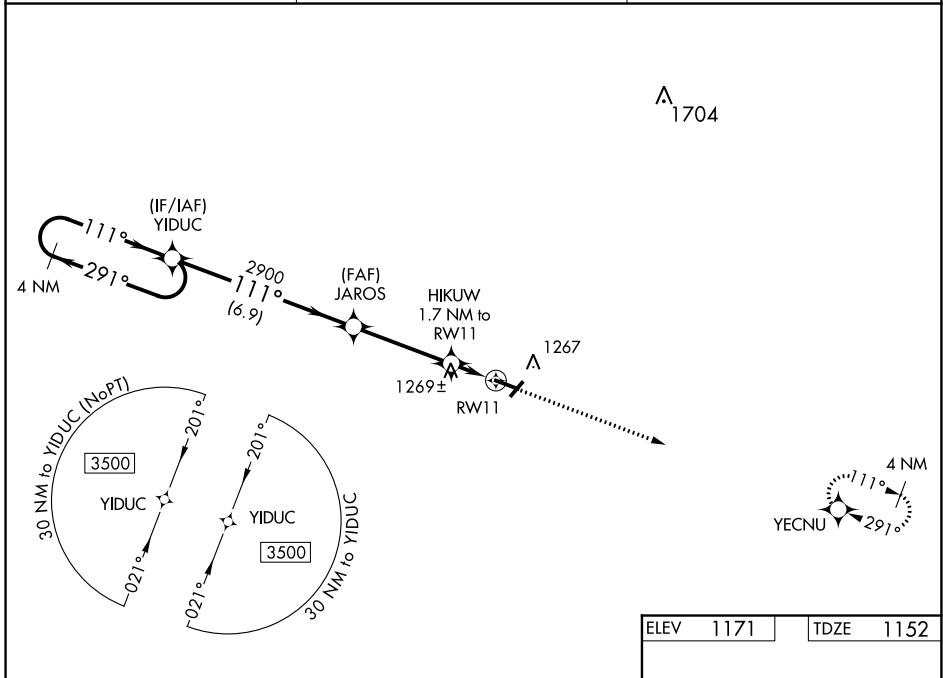 1704
(IF/IAF)
YIDUC
111°
291°
4 NM
2900
111°
(6.9)
(FAF)
JAROS
HIKUW
1.7 NM to
RW11
1267
1269±
RW11
30 NM to YIDUC (NoPT)
201°
3500
YIDUC
021°
201°
YIDUC
3500
021°
30 NM to YIDUC
4 NM
111°
291°
YECNU
ELEV 1171
TDZE 1152